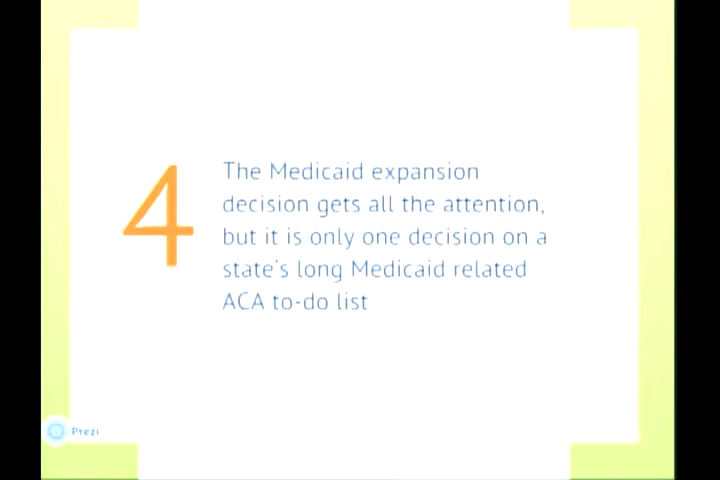 4
The Medicaid expansion
decision gets all the attention,
but it is only one decision on a
state's long Medicaid related
ACA to-do list
Prezi